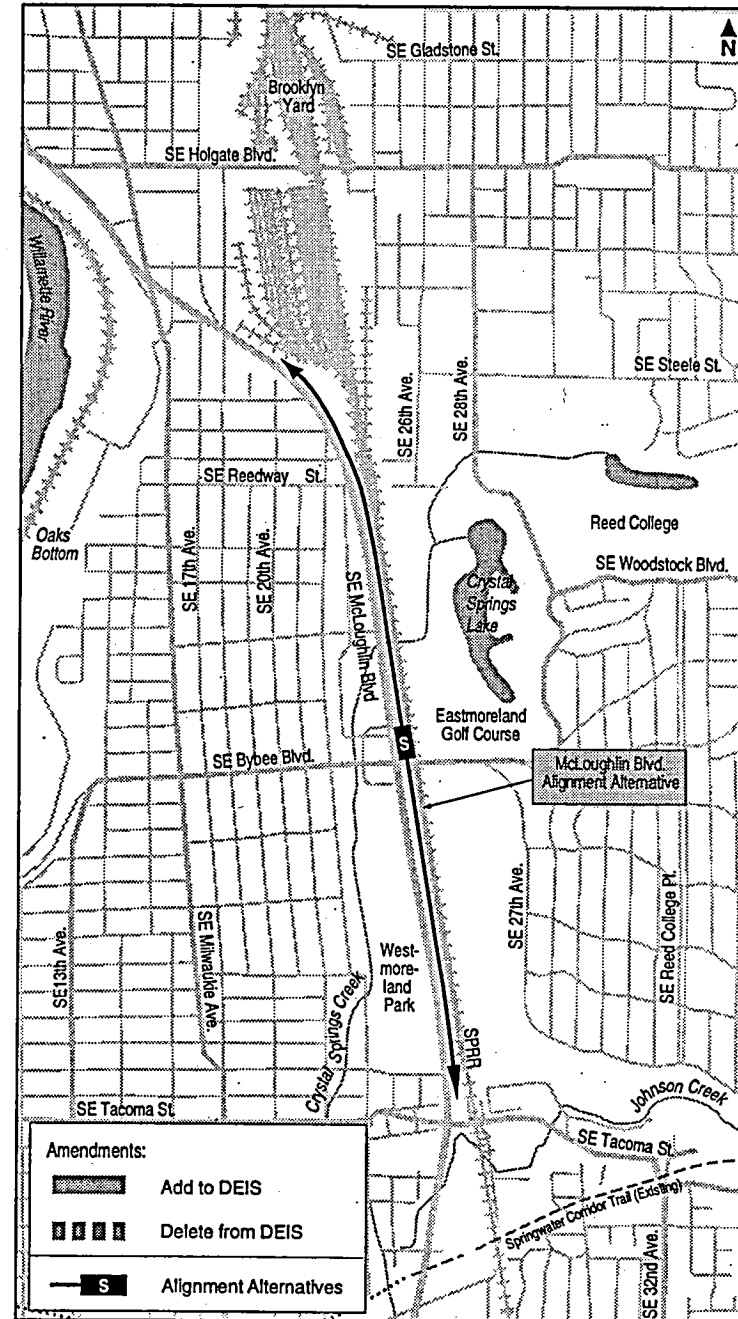 SE Gladstone St.
N
Brooklyn
Yard
SE Holgate Blvd.
Willamette River
SE Steele St.
SE 26th Ave.
SE 28th Ave.
SE Reedway St.
Reed College
Oaks
Bottom
SE 17th Ave.
SE 20th Ave.
SE McLoughlin Blvd
SE Woodstock Blvd.
Crystal
Springs
Lake
Eastmoreland
Golf Course
S
SE Bybee Blvd.
McLoughlin Blvd.
Alignment Alternative
SE 27th Ave.
SE Reed College Pl.
SE13th Ave.
SE Milwaukie Ave.
West-
more-
land
Park
Crystal Springs Creek
SPRR
Johnson Creek
SE Tacoma St.
SE Tacoma St.
Springwater Corridor Trail (Existing)
SE 32nd Ave.
Amendments:
Add to DEIS
Delete from DEIS
S Alignment Alternatives